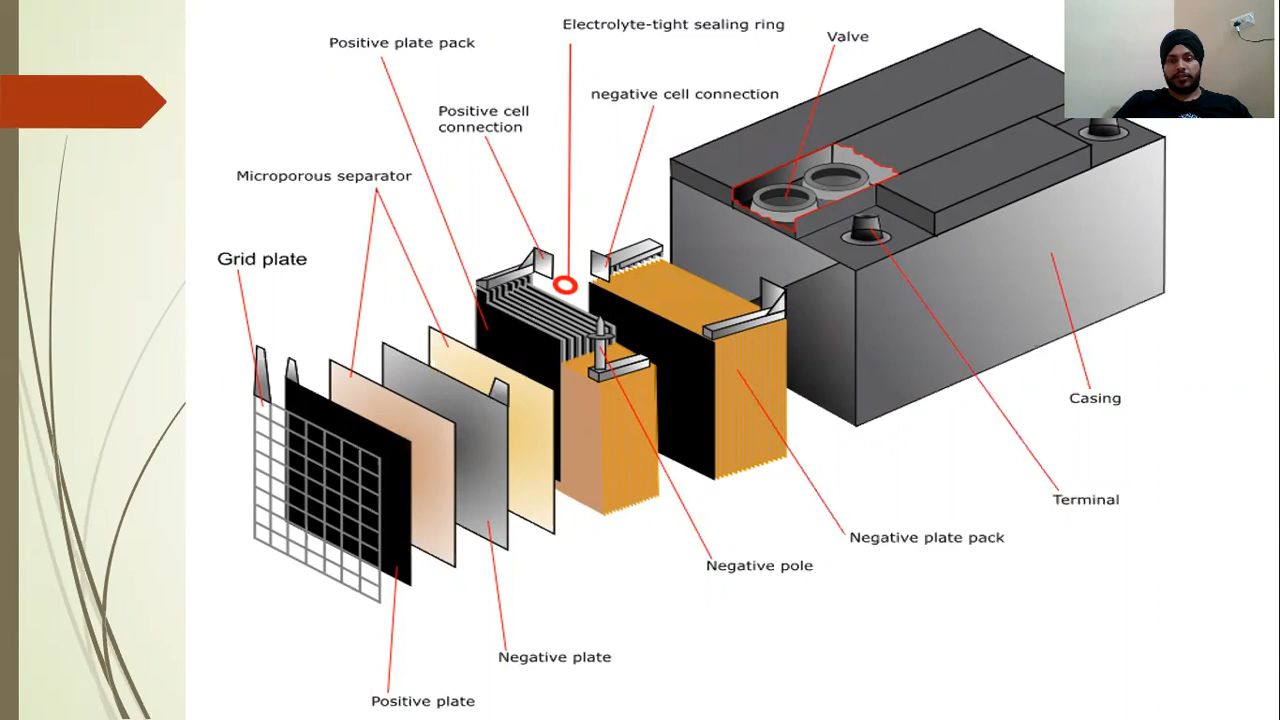 Electrolyte-tight sealing ring
Valve
Positive plate pack
negative cell connection
Positive cell
connection
Microporous separator
Grid plate
Casing
Terminal
Negative plate pack
Negative pole
Negative plate
Positive plate